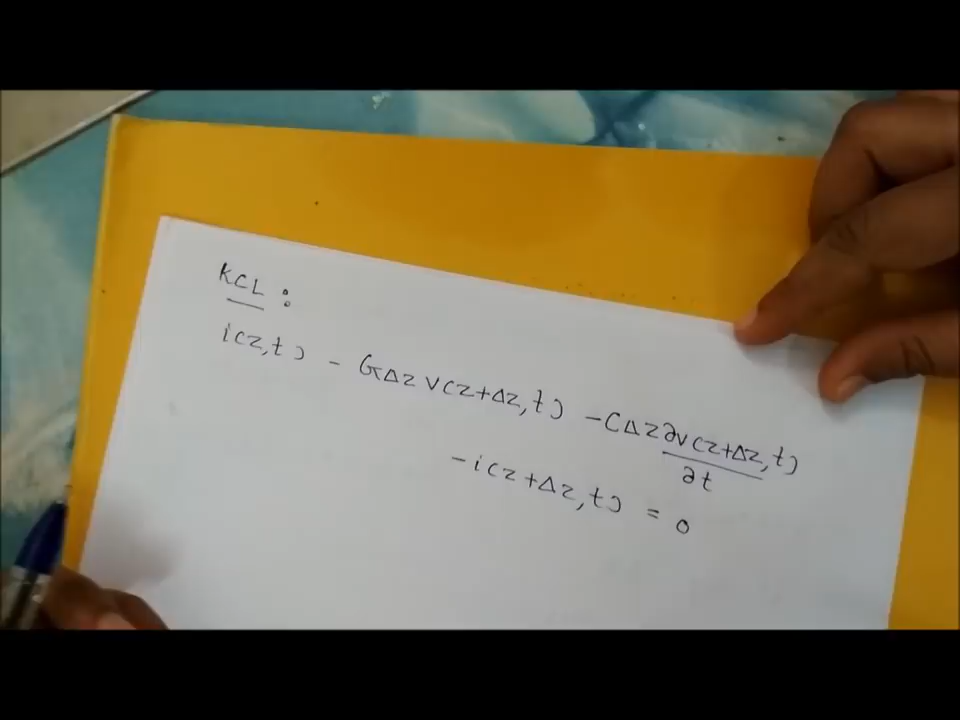 KCL :
i(z,t) - GΔz v(z+Δz,t) - CΔz ∂v(z+Δz,t)
∂t
- i(z+Δz,t) = 0